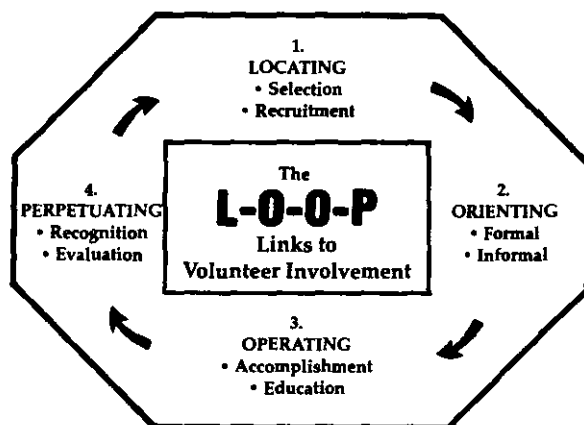 1.
LOCATING
• Selection
• Recruitment
2.
ORIENTING
• Formal
• Informal
3.
OPERATING
• Accomplishment
• Education
4.
PERPETUATING
• Recognition
• Evaluation
The
L-O-O-P
Links to
Volunteer Involvement